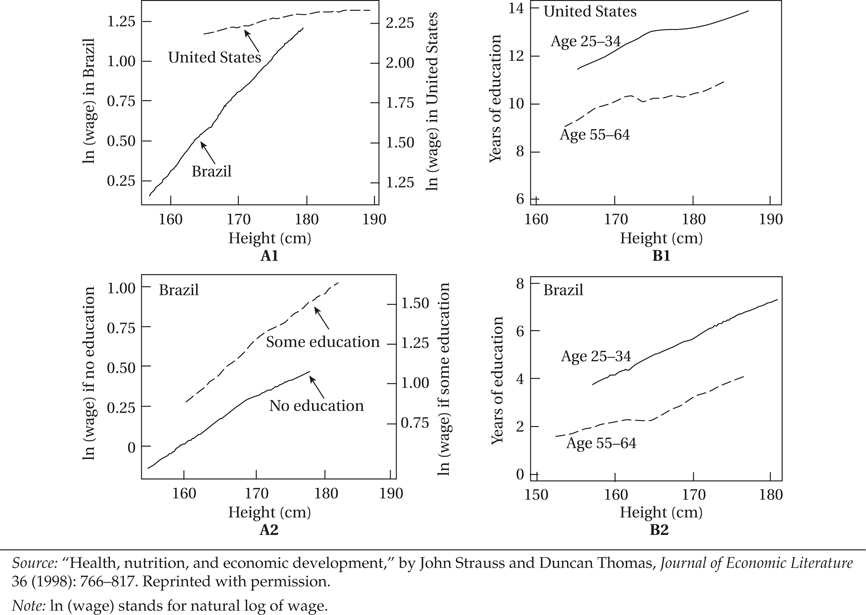 1.25
1.00
0.75
0.50
0.25
ln (wage) in Brazil
United States
Brazil
2.25
2.00
1.75
1.50
1.25
ln (wage) in United States
160 170 180 190
Height (cm)
A1
14
12
10
8
6
Years of education
United States
Age 25–34
Age 55–64
160 170 180 190
Height (cm)
B1
1.00
0.75
0.50
0.25
0
ln (wage) if no education
Brazil
Some education
No education
1.50
1.25
1.00
0.75
ln (wage) if some education
160 170 180 190
Height (cm)
A2
8
6
4
2
0
Years of education
Brazil
Age 25–34
Age 55–64
150 160 170 180
Height (cm)
B2
Source: “Health, nutrition, and economic development,” by John Strauss and Duncan Thomas, Journal of Economic Literature
36 (1998): 766–817. Reprinted with permission.
Note: ln (wage) stands for natural log of wage.